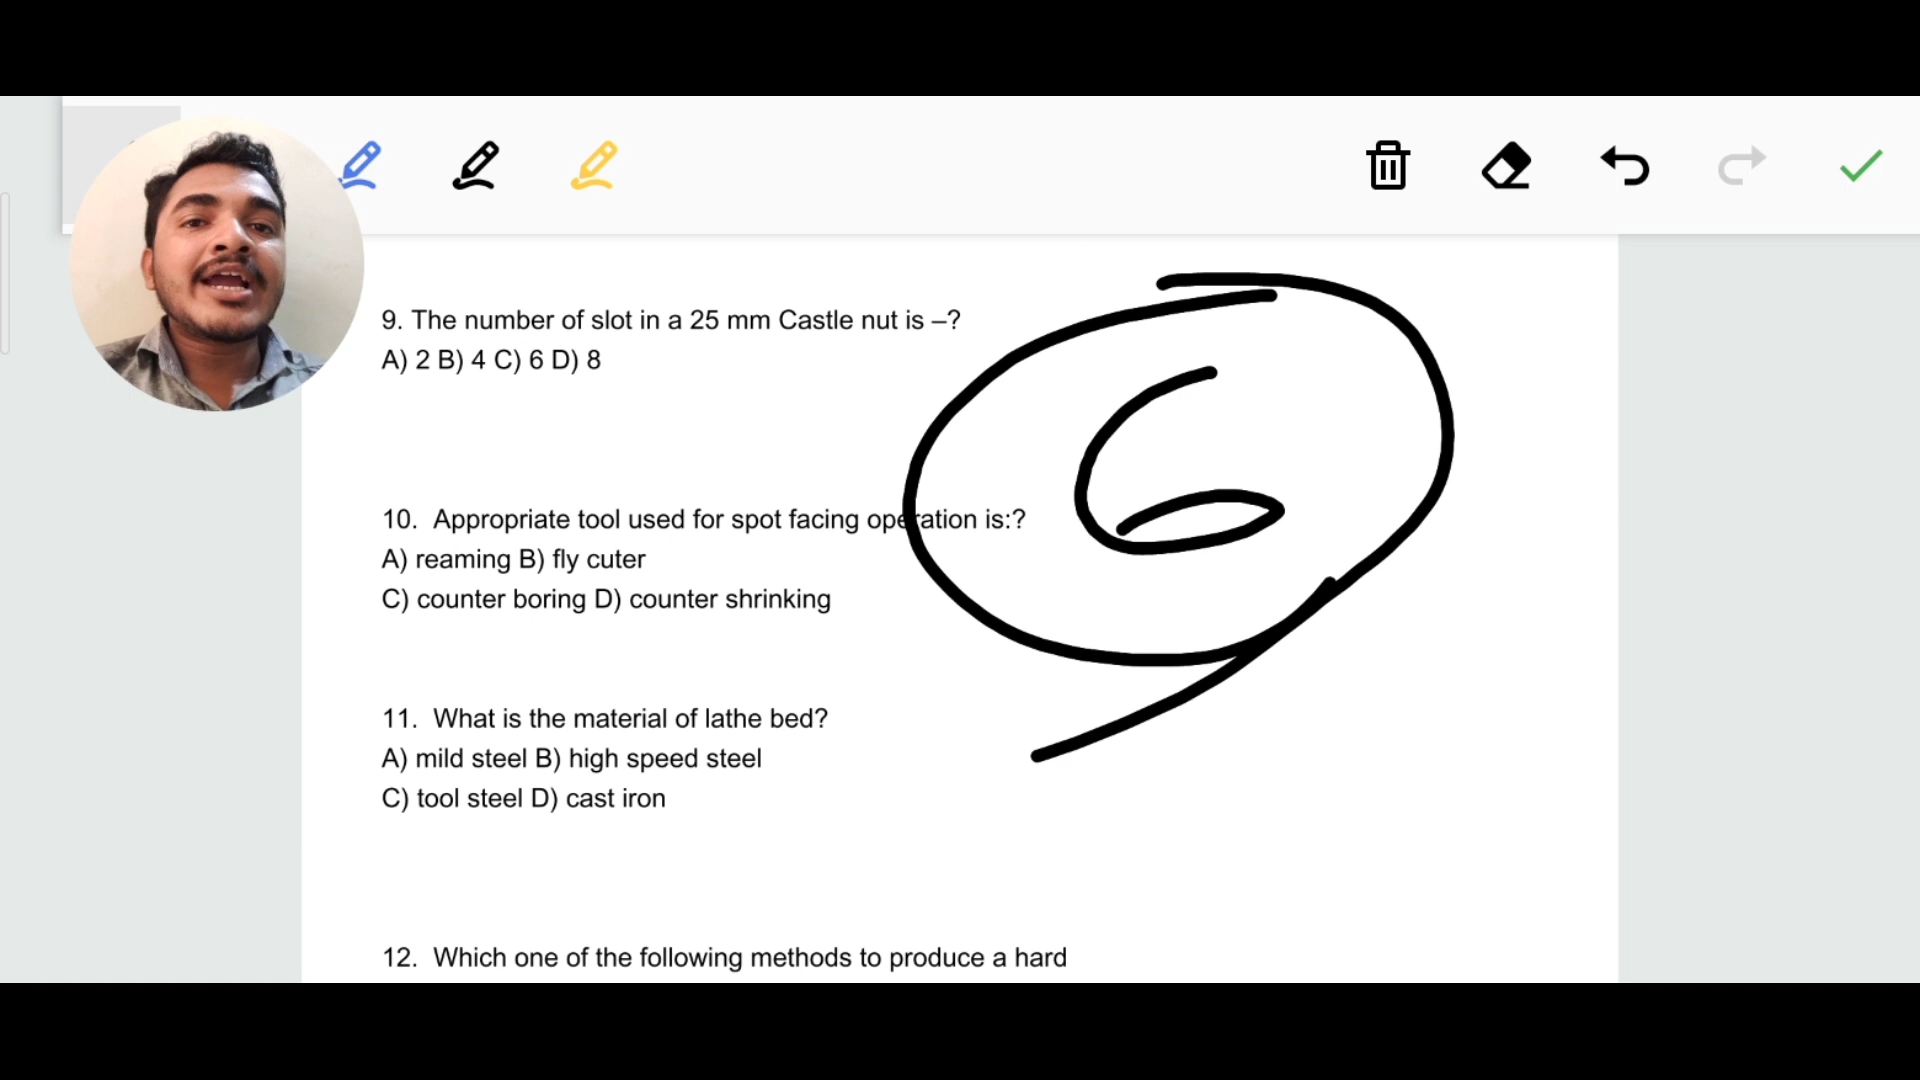 9. The number of slot in a 25 mm Castle nut is –?
A) 2 B) 4 C) 6 D) 8
6
10. Appropriate tool used for spot facing operation is:?
A) reaming B) fly cuter
C) counter boring D) counter shrinking
11. What is the material of lathe bed?
A) mild steel B) high speed steel
C) tool steel D) cast iron
12. Which one of the following methods to produce a hard